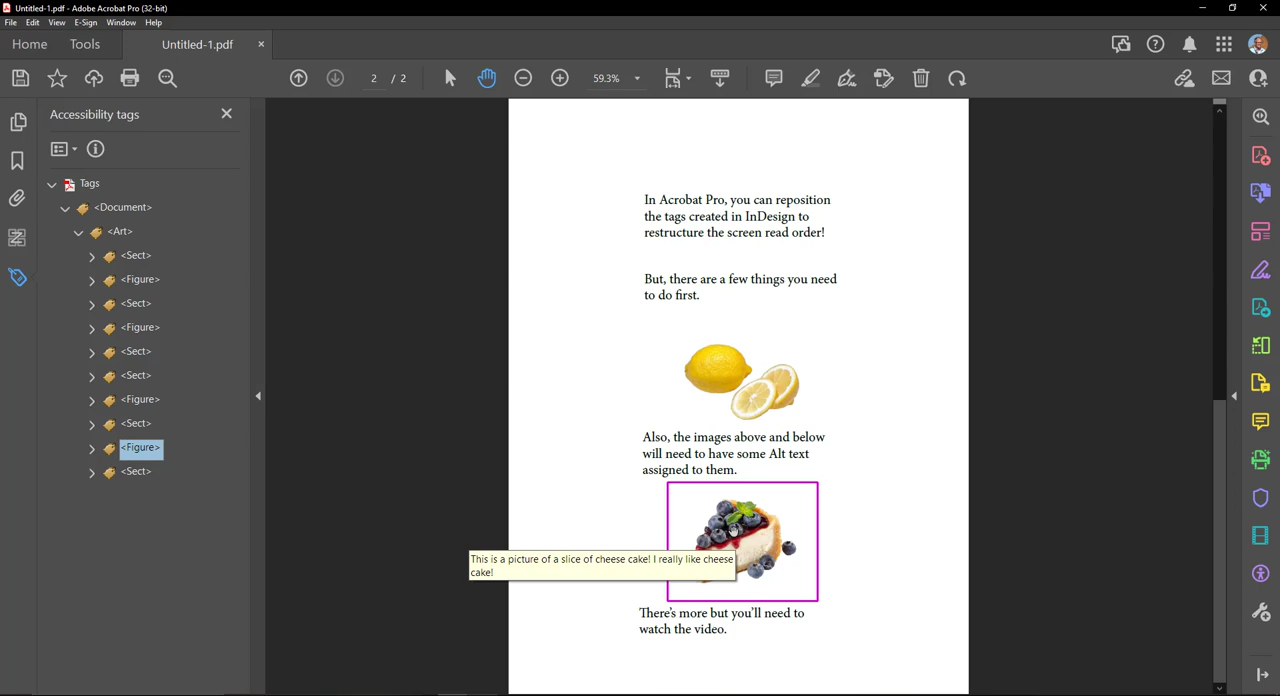 Untitled-1.pdf - Adobe Acrobat Pro (32-bit)
File Edit View E-Sign Window Help
Home Tools Untitled-1.pdf ×
2 / 2 59.3%
Accessibility tags
Tags
<Document>
<Art>
<Sect>
<Figure>
<Sect>
<Figure>
<Sect>
<Sect>
<Figure>
<Sect>
<Figure>
<Sect>
In Acrobat Pro, you can reposition
the tags created in InDesign to
restructure the screen read order!
But, there are a few things you need
to do first.
Also, the images above and below
will need to have some Alt text
assigned to them.
This is a picture of a slice of cheese cake! I really like cheese
cake!
There's more but you'll need to
watch the video.